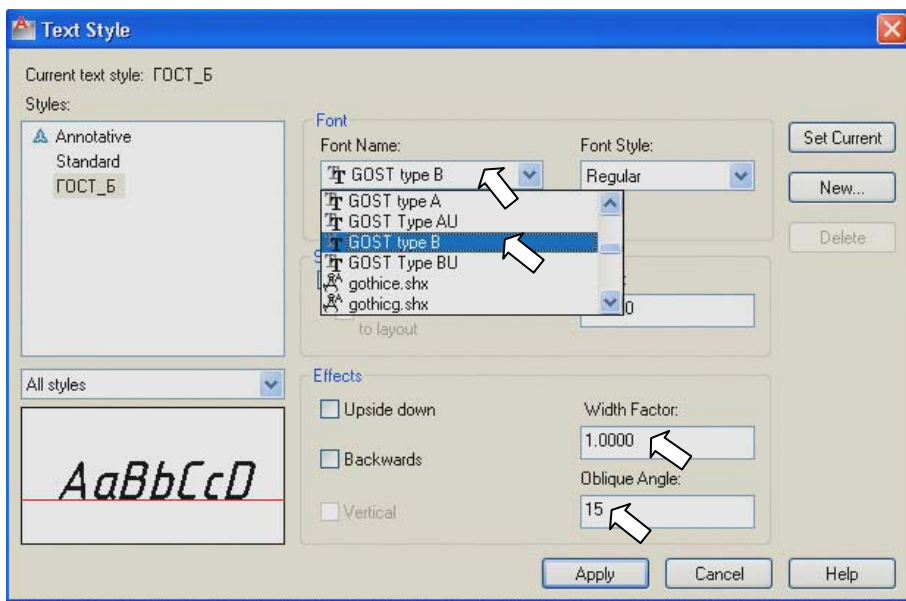 Text Style
Current text style: ГОСТ_Б
Styles:
Annotative
Standard
ГОСТ_Б
All styles
AaBbCcD
Font
Font Name:
GOST type B
GOST type A
GOST Type AU
GOST type B
GOST Type BU
gothice.shx
gothicg.shx
Font Style:
Regular
to layout
Effects
Upside down
Backwards
Vertical
Width Factor:
1.0000
Oblique Angle:
15
Set Current
New...
Delete
Apply
Cancel
Help